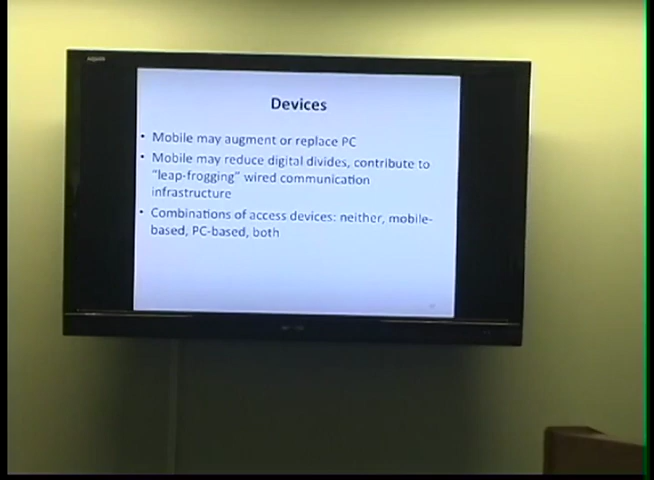 AQUOS
Devices
• Mobile may augment or replace PC
• Mobile may reduce digital divides, contribute to
"leap-frogging" wired communication
infrastructure
• Combinations of access devices: neither, mobile-
based, PC-based, both